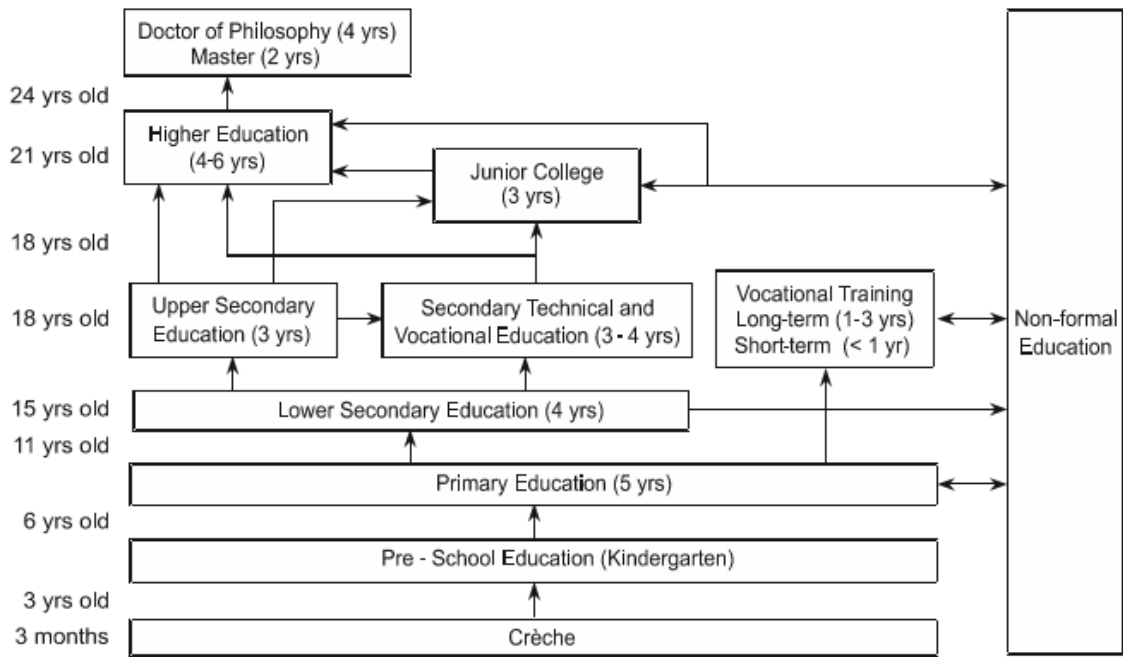 Doctor of Philosophy (4 yrs)
Master (2 yrs)
24 yrs old
Higher Education
(4-6 yrs)
21 yrs old
Junior College
(3 yrs)
18 yrs old
Upper Secondary
Education (3 yrs)
Secondary Technical and
Vocational Education (3 - 4 yrs)
Vocational Training
Long-term (1-3 yrs)
Short-term (< 1 yr)
18 yrs old
Non-formal
Education
15 yrs old
Lower Secondary Education (4 yrs)
11 yrs old
Primary Education (5 yrs)
6 yrs old
Pre - School Education (Kindergarten)
3 yrs old
3 months
Crèche